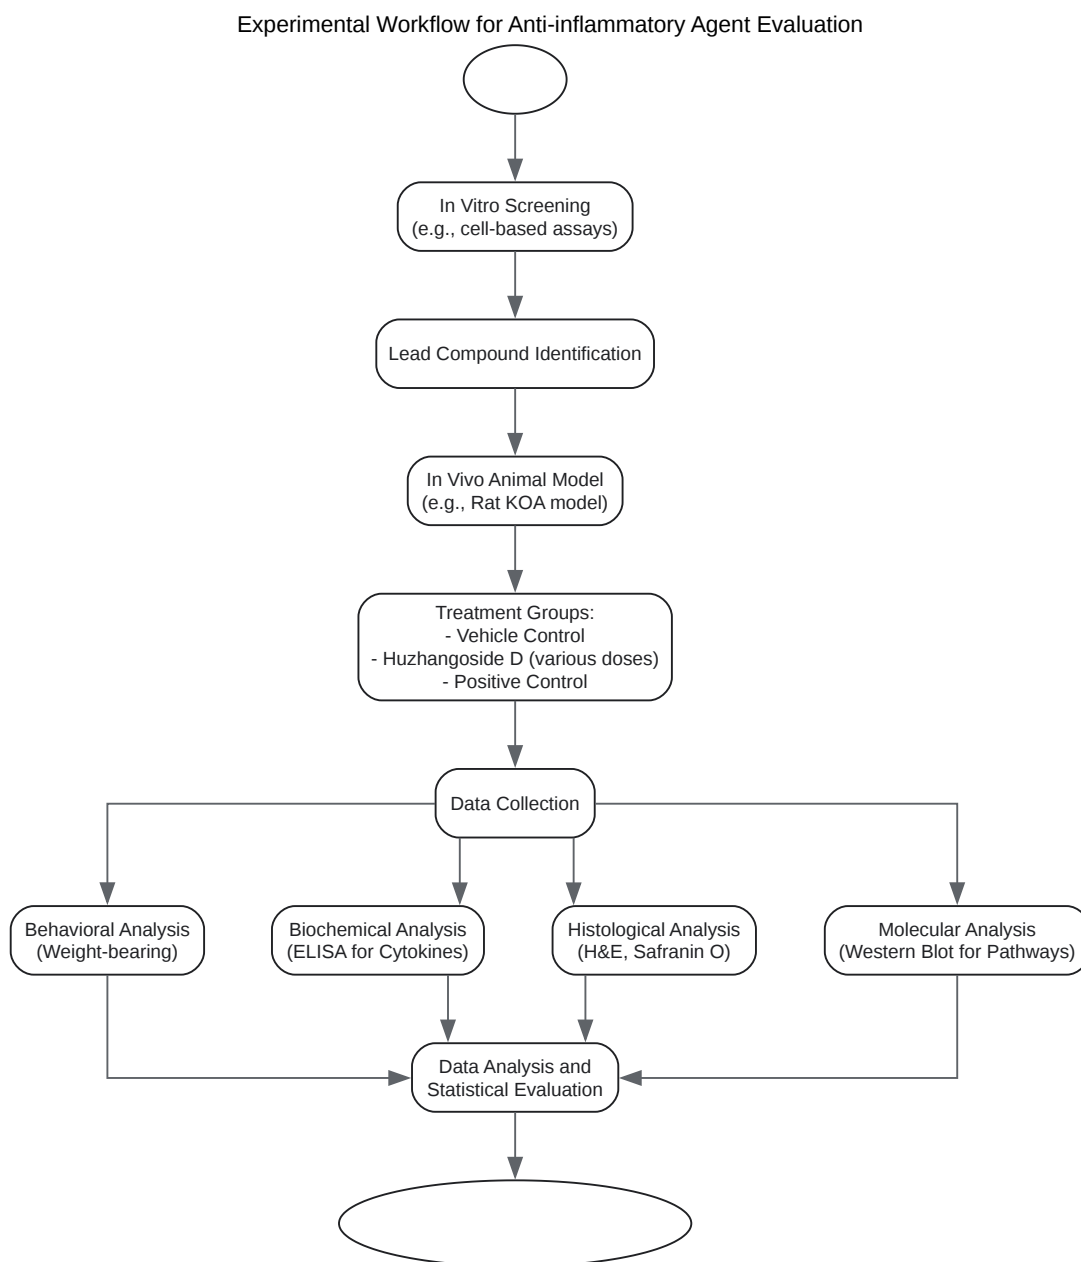 Experimental Workflow for Anti-inflammatory Agent Evaluation
In Vitro Screening
(e.g., cell-based assays)
Lead Compound Identification
In Vivo Animal Model
(e.g., Rat KOA model)
Treatment Groups:
- Vehicle Control
- Huzhangoside D (various doses)
- Positive Control
Data Collection
Behavioral Analysis
(Weight-bearing)
Biochemical Analysis
(ELISA for Cytokines)
Histological Analysis
(H&E, Safranin O)
Molecular Analysis
(Western Blot for Pathways)
Data Analysis and
Statistical Evaluation